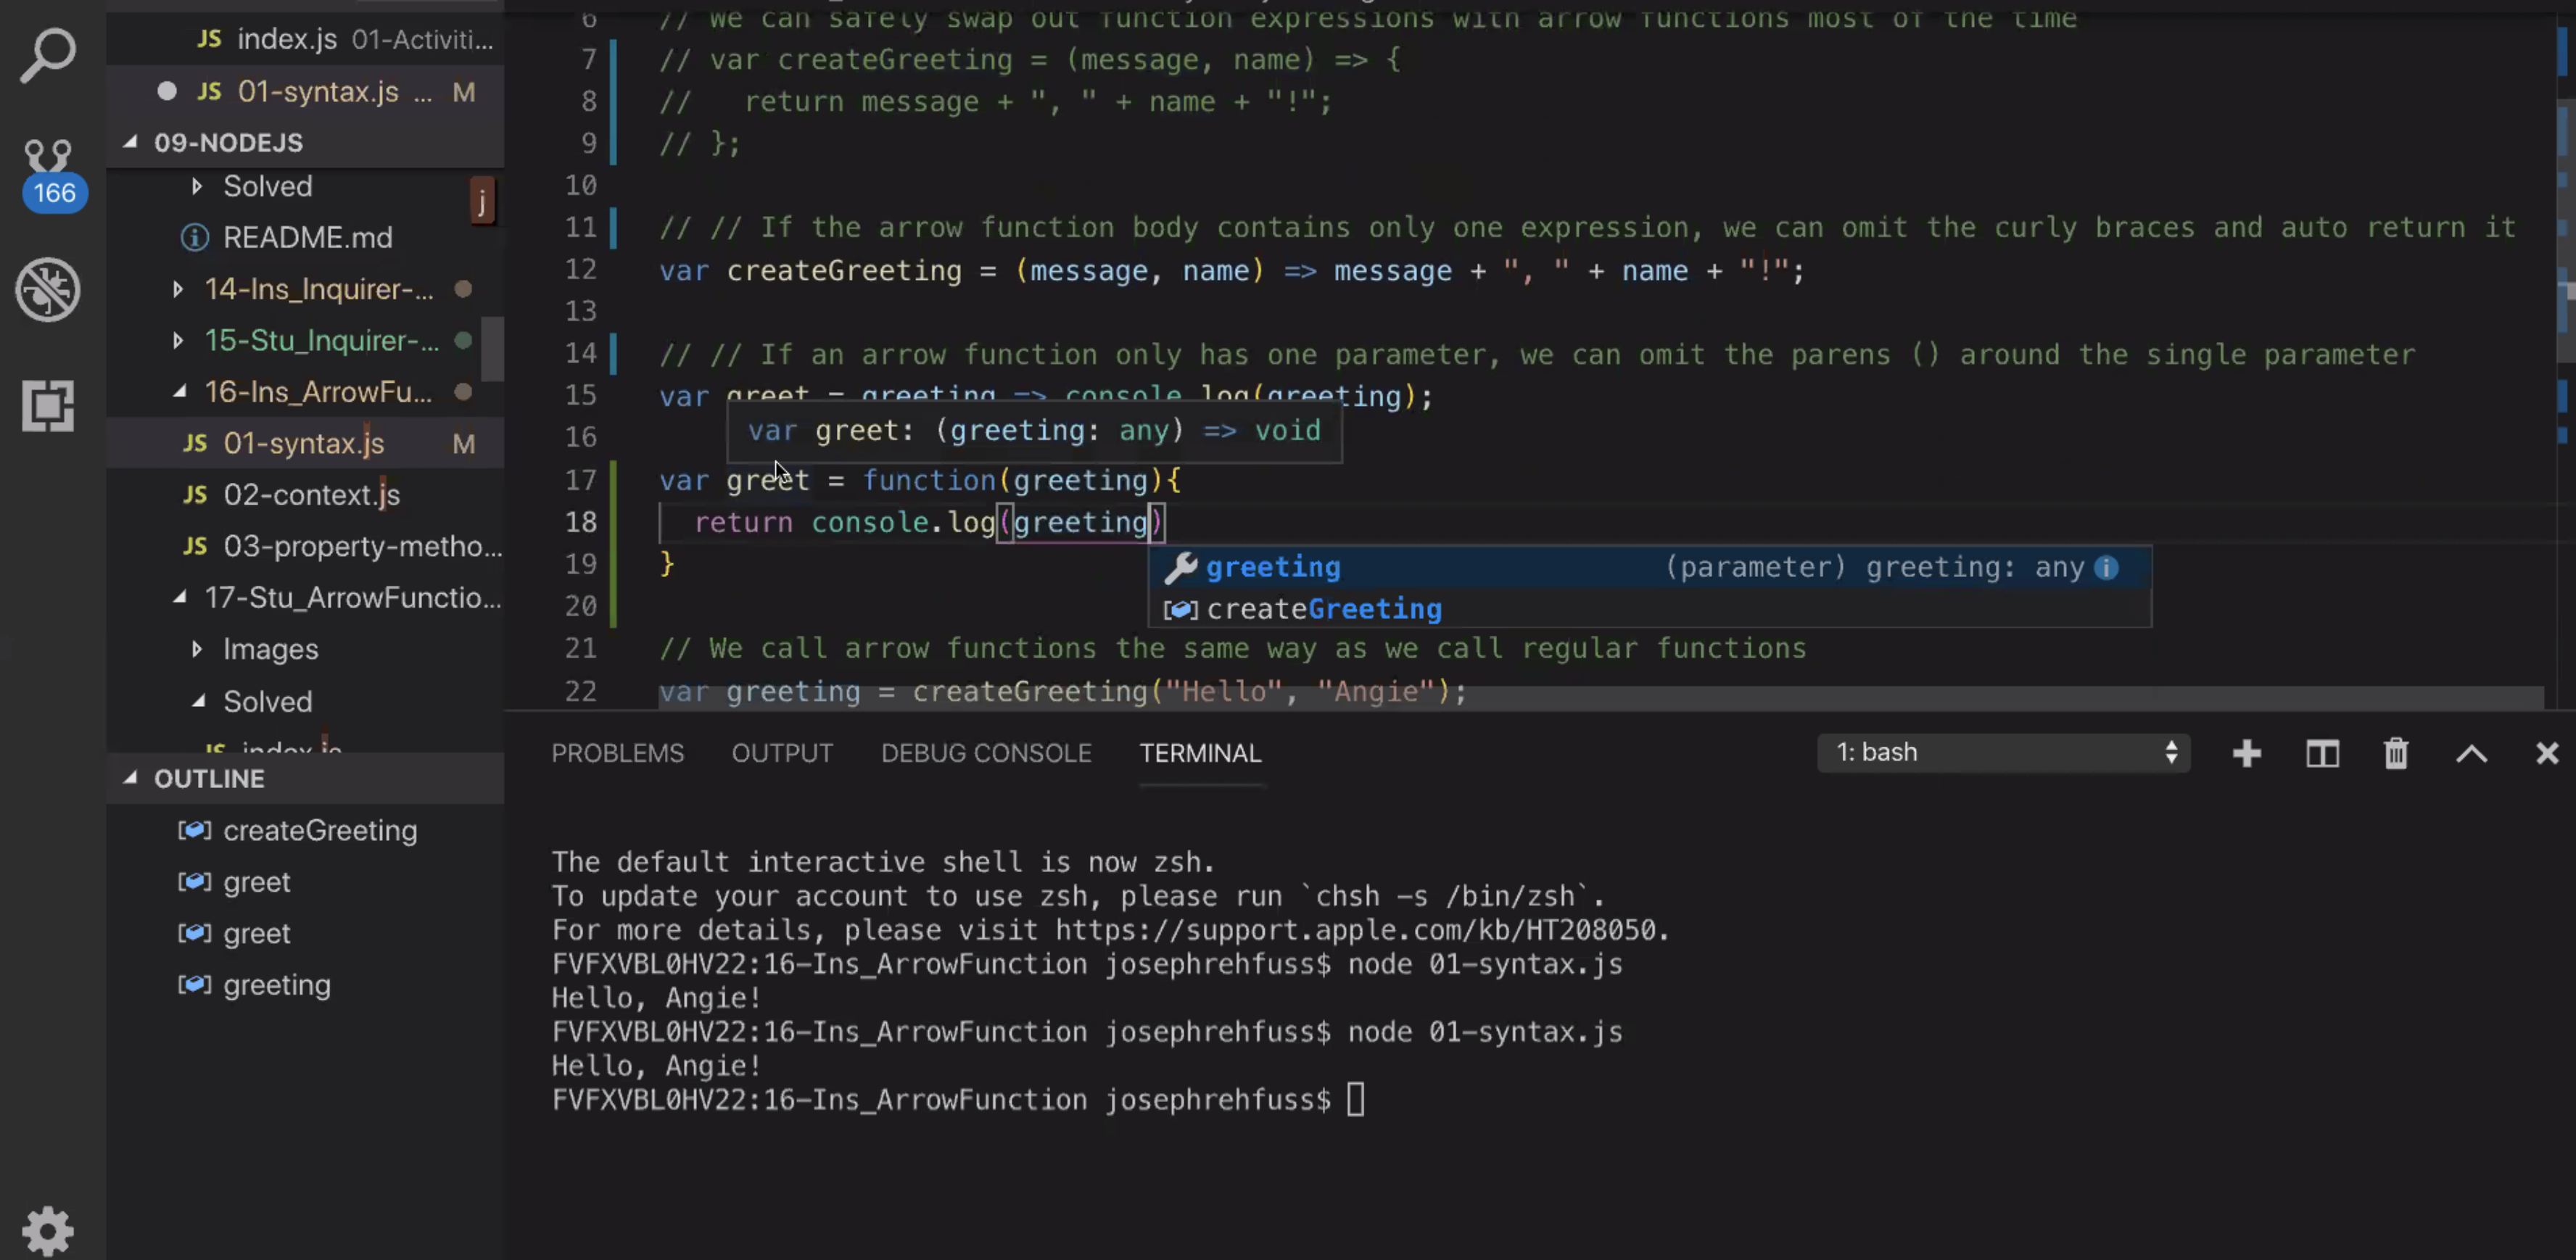 index.js 01-Activiti...
01-syntax.js ... M
09-NODEJS
166
Solved
j
README.md
14-Ins_Inquirer-...
15-Stu_Inquirer-...
16-Ins_ArrowFu...
01-syntax.js M
02-context.js
03-property-metho...
17-Stu_ArrowFunctio...
Images
Solved
index.js
OUTLINE
createGreeting
greet
greet
greeting
6 // We can safely swap out function expressions with arrow functions most of the time
7 // var createGreeting = (message, name) => {
8 //   return message + ", " + name + "!";
9 // };
10
11 // // If the arrow function body contains only one expression, we can omit the curly braces and auto return it
12 var createGreeting = (message, name) => message + ", " + name + "!";
13
14 // // If an arrow function only has one parameter, we can omit the parens () around the single parameter
15 var greet = greeting => console.log(greeting);
var greet: (greeting: any) => void
16
17 var greet = function(greeting){
18   return console.log(greeting)
19 }
greeting (parameter) greeting: any
createGreeting
20
21 // We call arrow functions the same way as we call regular functions
22 var greeting = createGreeting("Hello", "Angie");
PROBLEMS OUTPUT DEBUG CONSOLE TERMINAL 1: bash
The default interactive shell is now zsh.
To update your account to use zsh, please run `chsh -s /bin/zsh`.
For more details, please visit https://support.apple.com/kb/HT208050.
FVFXVBL0HV22:16-Ins_ArrowFunction josephrehfuss$ node 01-syntax.js
Hello, Angie!
FVFXVBL0HV22:16-Ins_ArrowFunction josephrehfuss$ node 01-syntax.js
Hello, Angie!
FVFXVBL0HV22:16-Ins_ArrowFunction josephrehfuss$